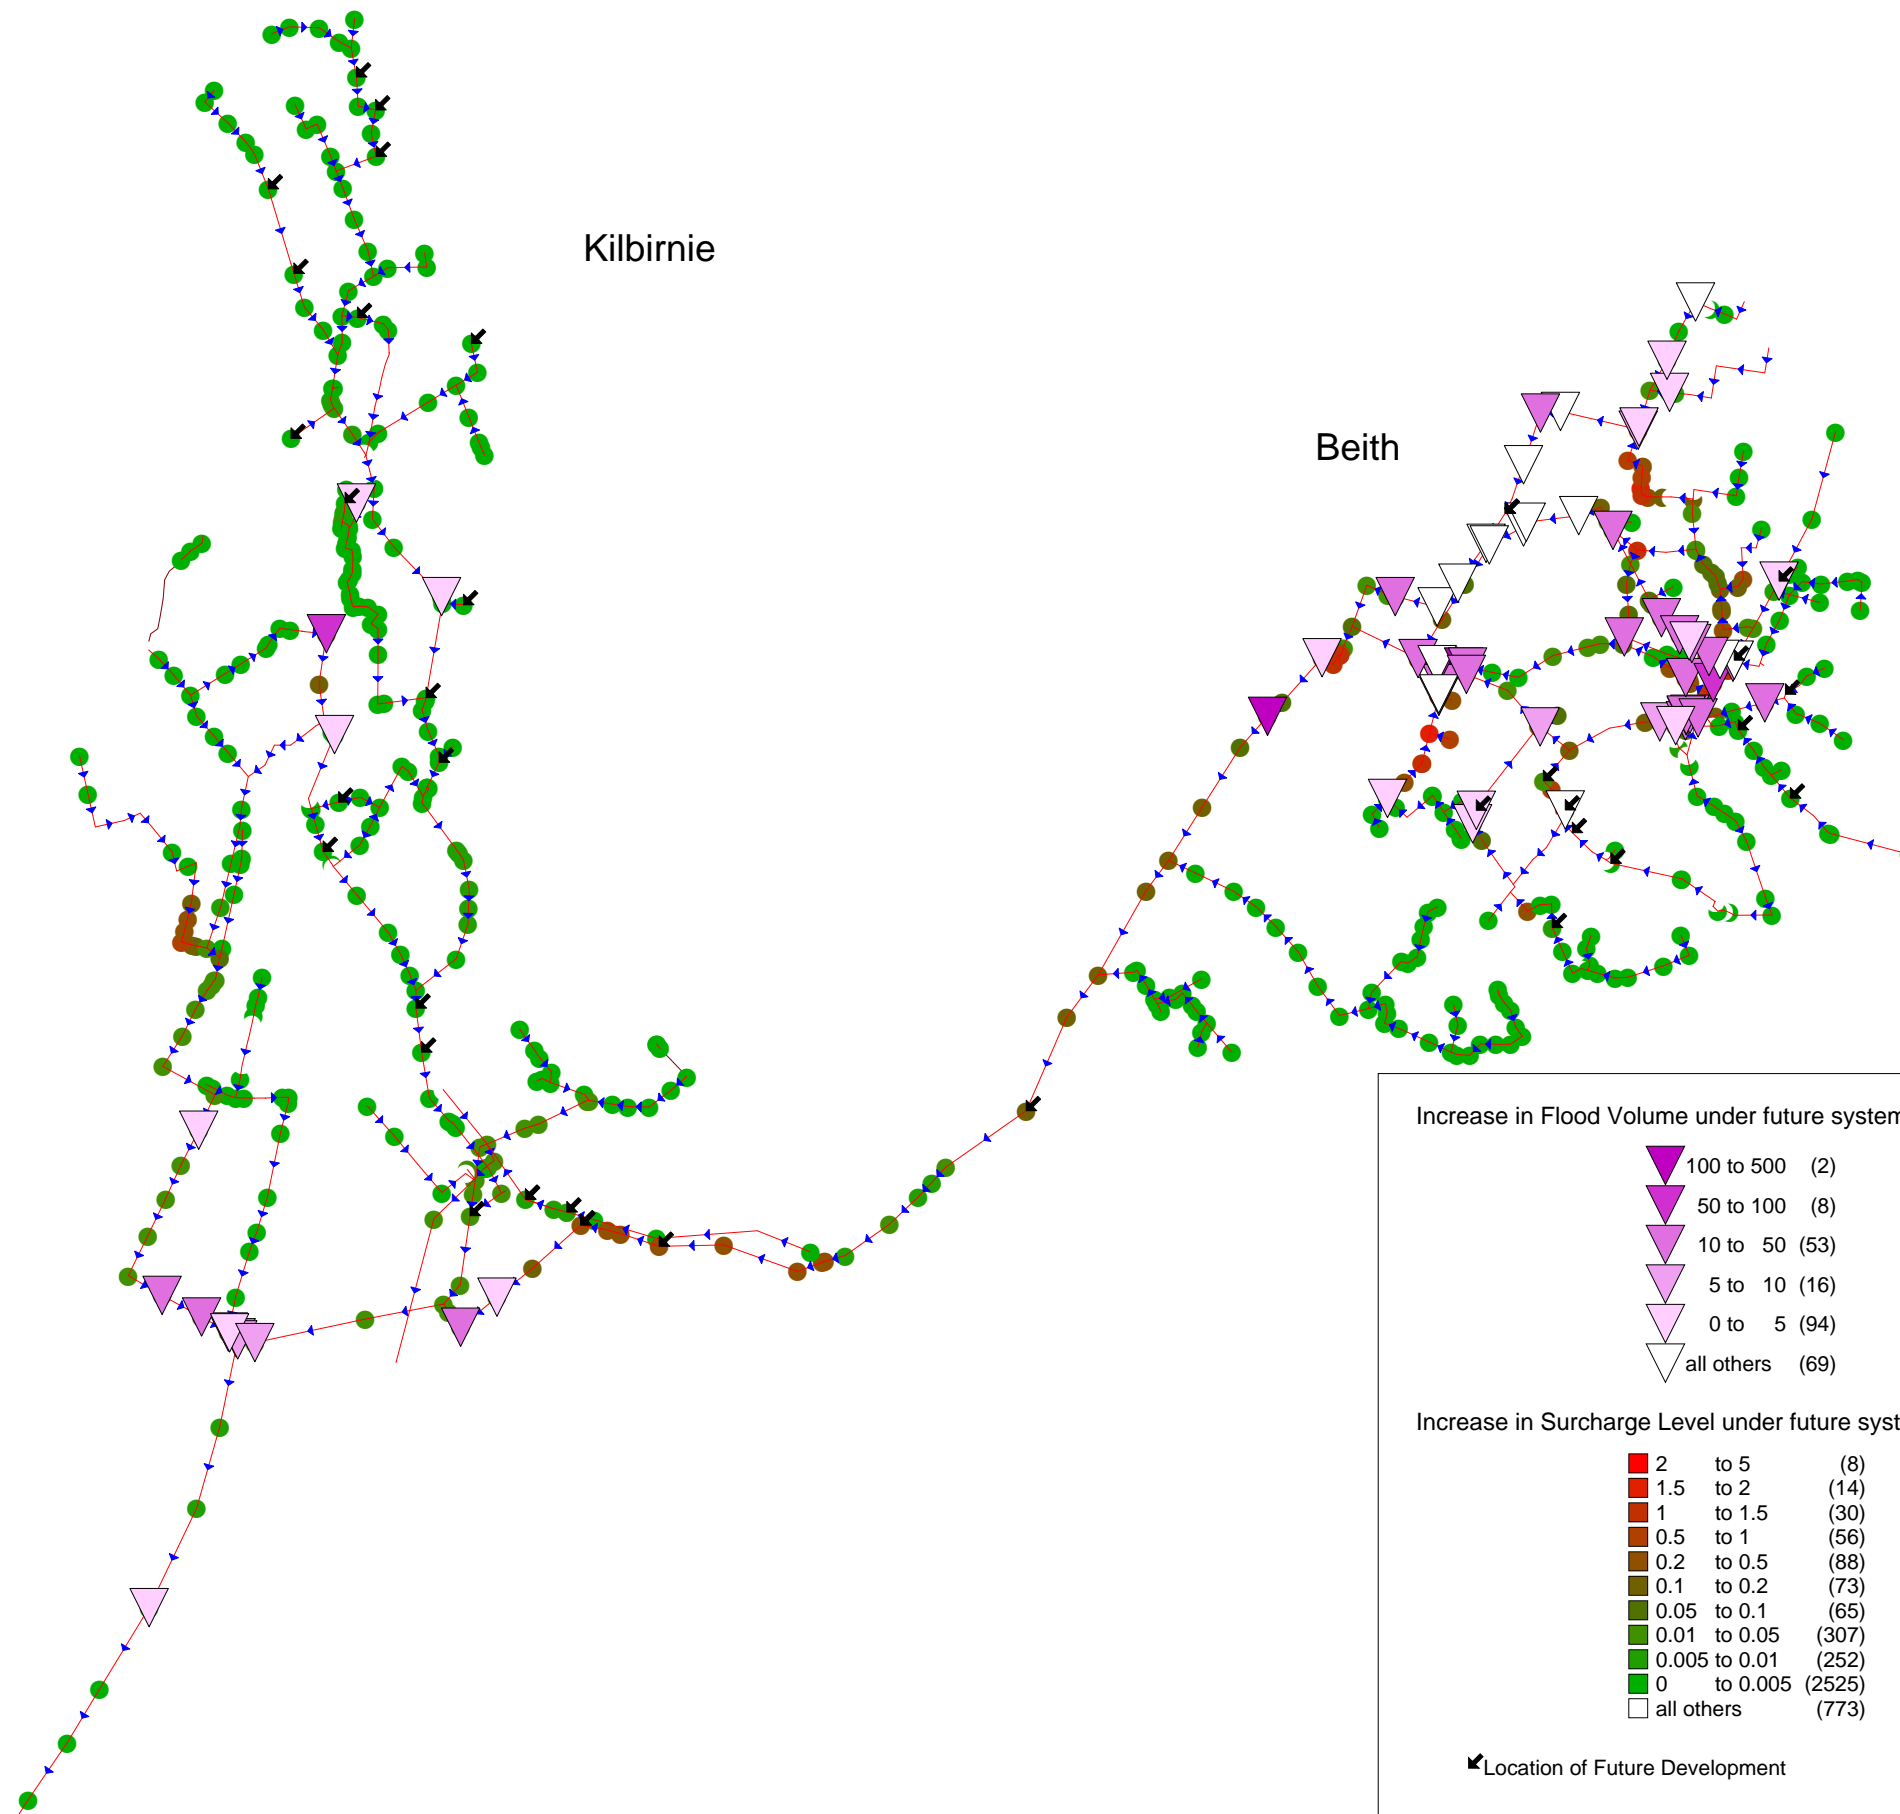 Kilbirnie
Beith
Increase in Flood Volume under future system
100 to 500 (2)
50 to 100 (8)
10 to 50 (53)
5 to 10 (16)
0 to 5 (94)
all others (69)
Increase in Surcharge Level under future syst
2 to 5 (8)
1.5 to 2 (14)
1 to 1.5 (30)
0.5 to 1 (56)
0.2 to 0.5 (88)
0.1 to 0.2 (73)
0.05 to 0.1 (65)
0.01 to 0.05 (307)
0.005 to 0.01 (252)
0 to 0.005 (2525)
all others (773)
Location of Future Development